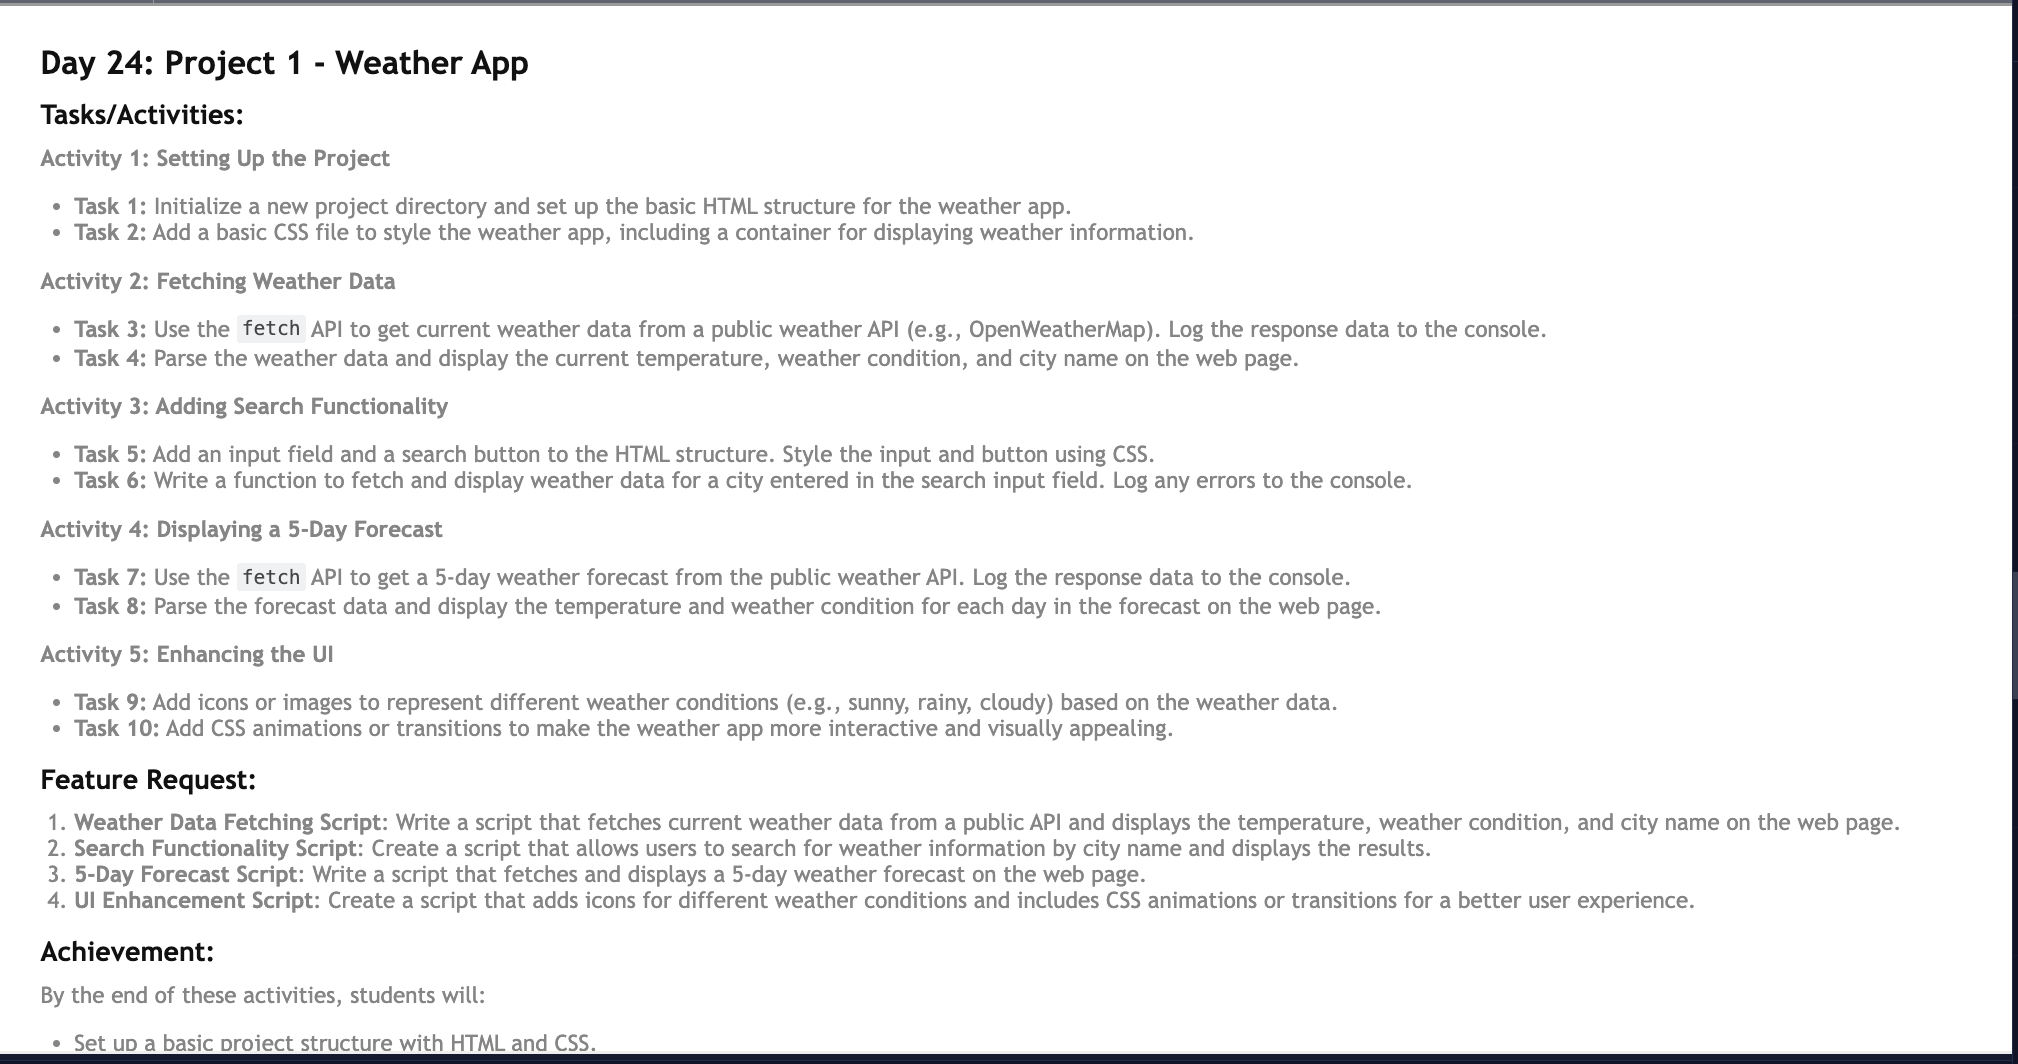 Day 24: Project 1 - Weather App
Tasks/Activities:
Activity 1: Setting Up the Project
• Task 1: Initialize a new project directory and set up the basic HTML structure for the weather app.
• Task 2: Add a basic CSS file to style the weather app, including a container for displaying weather information.
Activity 2: Fetching Weather Data
• Task 3: Use the fetch API to get current weather data from a public weather API (e.g., OpenWeatherMap). Log the response data to the console.
• Task 4: Parse the weather data and display the current temperature, weather condition, and city name on the web page.
Activity 3: Adding Search Functionality
• Task 5: Add an input field and a search button to the HTML structure. Style the input and button using CSS.
• Task 6: Write a function to fetch and display weather data for a city entered in the search input field. Log any errors to the console.
Activity 4: Displaying a 5-Day Forecast
• Task 7: Use the fetch API to get a 5-day weather forecast from the public weather API. Log the response data to the console.
• Task 8: Parse the forecast data and display the temperature and weather condition for each day in the forecast on the web page.
Activity 5: Enhancing the UI
• Task 9: Add icons or images to represent different weather conditions (e.g., sunny, rainy, cloudy) based on the weather data.
• Task 10: Add CSS animations or transitions to make the weather app more interactive and visually appealing.
Feature Request:
1. Weather Data Fetching Script: Write a script that fetches current weather data from a public API and displays the temperature, weather condition, and city name on the web page.
2. Search Functionality Script: Create a script that allows users to search for weather information by city name and displays the results.
3. 5-Day Forecast Script: Write a script that fetches and displays a 5-day weather forecast on the web page.
4. UI Enhancement Script: Create a script that adds icons for different weather conditions and includes CSS animations or transitions for a better user experience.
Achievement:
By the end of these activities, students will:
• Set up a basic project structure with HTML and CSS.